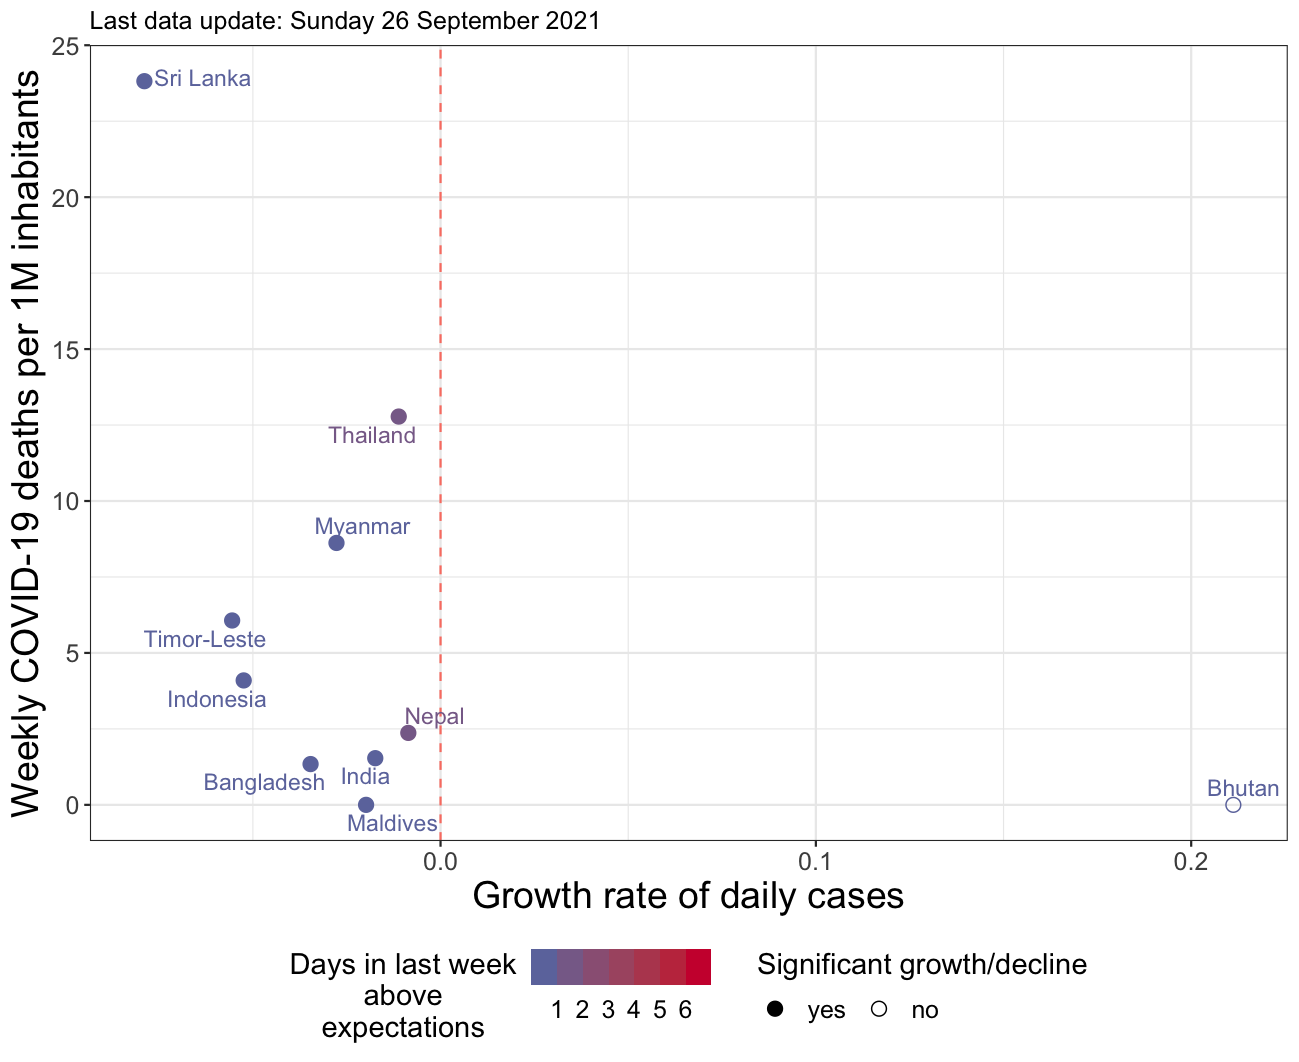 Last data update: Sunday 26 September 2021
Weekly COVID-19 deaths per 1M inhabitants
25
20
15
10
5
0
Sri Lanka
Thailand
Myanmar
Timor-Leste
Indonesia
Nepal
India
Bangladesh
Maldives
Bhutan
0.0 0.1 0.2
Growth rate of daily cases
Days in last week
above
expectations
1 2 3 4 5 6
Significant growth/decline
yes no